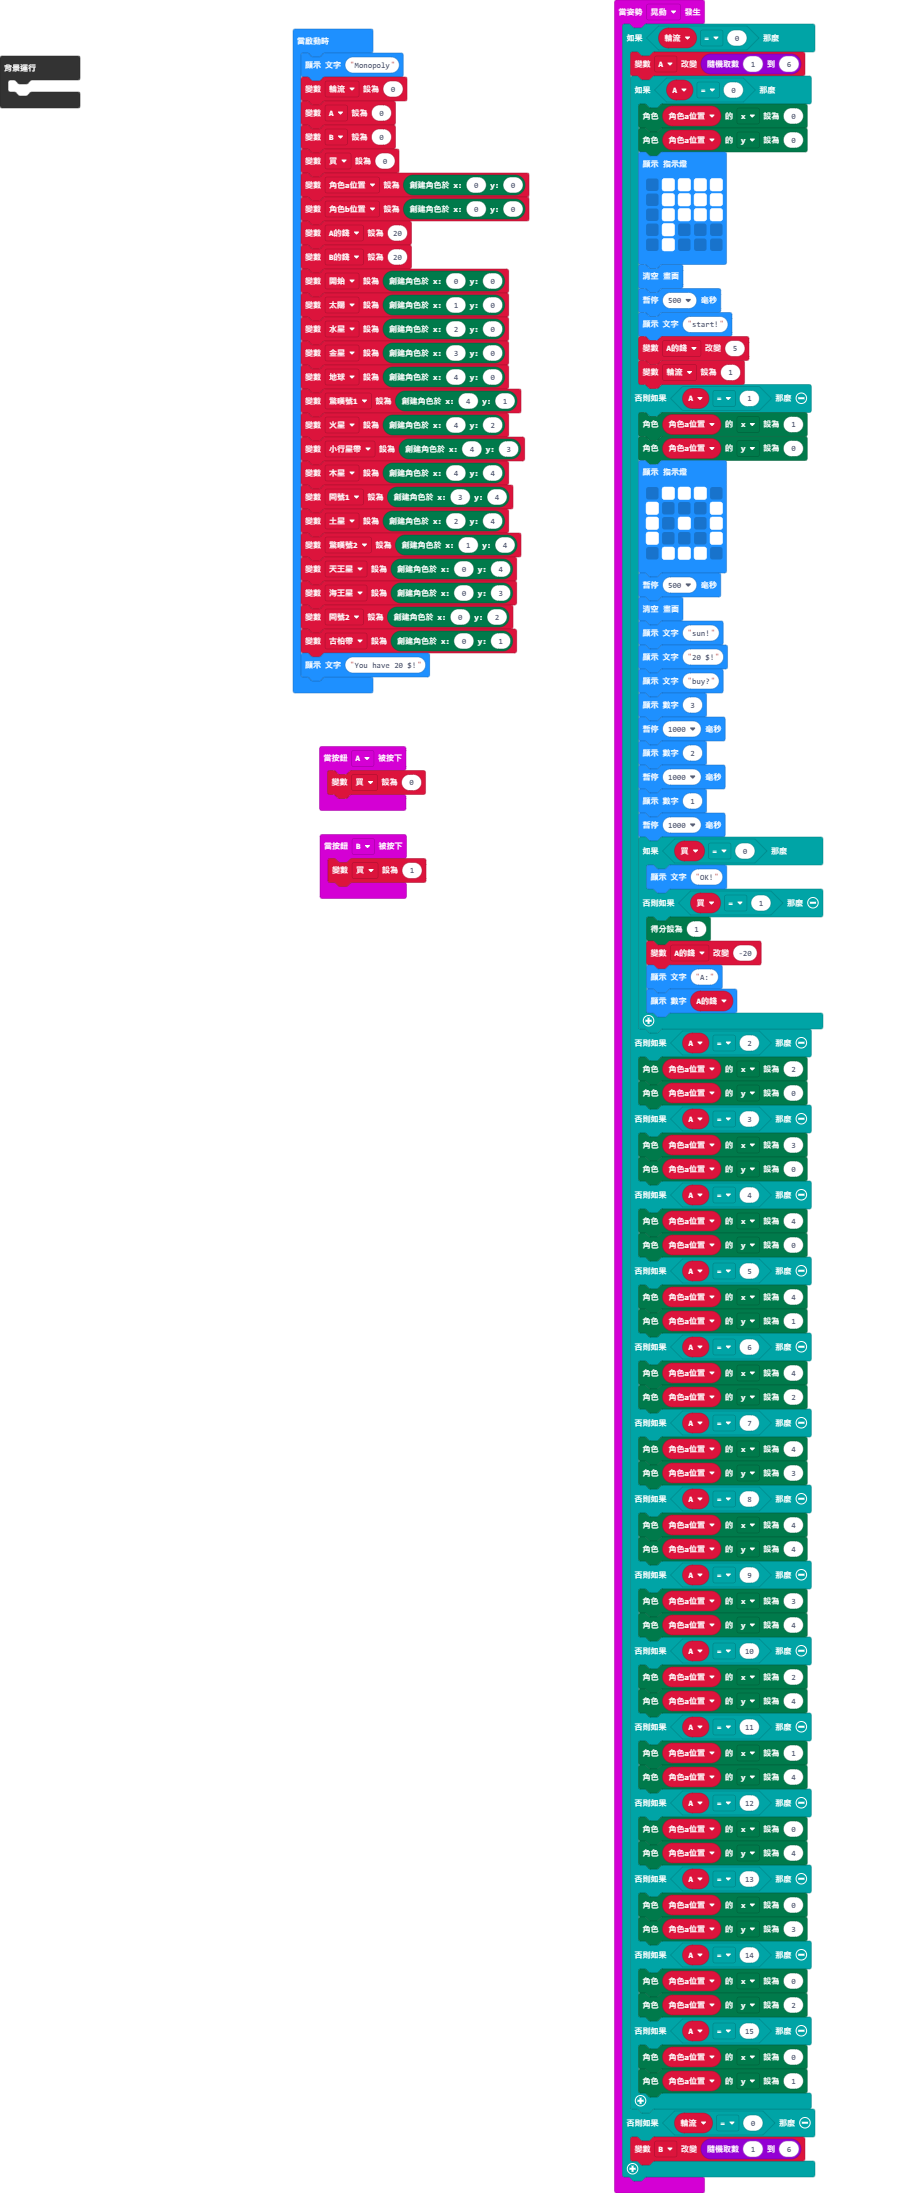 背景運行
當啟動時
顯示 文字 "Monopoly"
變數 輪流 設為 0
變數 A 設為 0
變數 B 設為 0
變數 買 設為 0
變數 角色a位置 設為 創建角色於 x: 0 y: 0
變數 角色b位置 設為 創建角色於 x: 0 y: 0
變數 A的錢 設為 20
變數 B的錢 設為 20
變數 開始 設為 創建角色於 x: 0 y: 0
變數 太陽 設為 創建角色於 x: 1 y: 0
變數 水星 設為 創建角色於 x: 2 y: 0
變數 金星 設為 創建角色於 x: 3 y: 0
變數 地球 設為 創建角色於 x: 4 y: 0
變數 驚嘆號1 設為 創建角色於 x: 4 y: 1
變數 火星 設為 創建角色於 x: 4 y: 2
變數 小行星帶 設為 創建角色於 x: 4 y: 3
變數 木星 設為 創建角色於 x: 4 y: 4
變數 問號1 設為 創建角色於 x: 3 y: 4
變數 土星 設為 創建角色於 x: 2 y: 4
變數 驚嘆號2 設為 創建角色於 x: 1 y: 4
變數 天王星 設為 創建角色於 x: 0 y: 4
變數 海王星 設為 創建角色於 x: 0 y: 3
變數 問號2 設為 創建角色於 x: 0 y: 2
變數 古柏帶 設為 創建角色於 x: 0 y: 1
顯示 文字 "You have 20 $!"
當按鈕 A 被按下
變數 買 設為 0
當按鈕 B 被按下
變數 買 設為 1
當姿勢 晃動 發生
如果 輪流 = 0 那麼
變數 A 改變 隨機取數 1 到 6
如果 A = 0 那麼
角色 角色a位置 的 x 設為 0
角色 角色a位置 的 y 設為 0
顯示 指示燈
清空 畫面
暫停 500 毫秒
顯示 文字 "start!"
變數 A的錢 改變 5
變數 輪流 設為 1
否則如果 A = 1 那麼
角色 角色a位置 的 x 設為 1
角色 角色a位置 的 y 設為 0
顯示 指示燈
暫停 500 毫秒
清空 畫面
顯示 文字 "sun!"
顯示 文字 "20 $!"
顯示 文字 "buy?"
顯示 數字 3
暫停 1000 毫秒
顯示 數字 2
暫停 1000 毫秒
顯示 數字 1
暫停 1000 毫秒
如果 買 = 0 那麼
顯示 文字 "OK!"
否則如果 買 = 1 那麼
得分設為 1
變數 A的錢 改變 -20
顯示 文字 "A:"
顯示 數字 A的錢
否則如果 A = 2 那麼
角色 角色a位置 的 x 設為 2
角色 角色a位置 的 y 設為 0
否則如果 A = 3 那麼
角色 角色a位置 的 x 設為 3
角色 角色a位置 的 y 設為 0
否則如果 A = 4 那麼
角色 角色a位置 的 x 設為 4
角色 角色a位置 的 y 設為 0
否則如果 A = 5 那麼
角色 角色a位置 的 x 設為 4
角色 角色a位置 的 y 設為 1
否則如果 A = 6 那麼
角色 角色a位置 的 x 設為 4
角色 角色a位置 的 y 設為 2
否則如果 A = 7 那麼
角色 角色a位置 的 x 設為 4
角色 角色a位置 的 y 設為 3
否則如果 A = 8 那麼
角色 角色a位置 的 x 設為 4
角色 角色a位置 的 y 設為 4
否則如果 A = 9 那麼
角色 角色a位置 的 x 設為 3
角色 角色a位置 的 y 設為 4
否則如果 A = 10 那麼
角色 角色a位置 的 x 設為 2
角色 角色a位置 的 y 設為 4
否則如果 A = 11 那麼
角色 角色a位置 的 x 設為 1
角色 角色a位置 的 y 設為 4
否則如果 A = 12 那麼
角色 角色a位置 的 x 設為 0
角色 角色a位置 的 y 設為 4
否則如果 A = 13 那麼
角色 角色a位置 的 x 設為 0
角色 角色a位置 的 y 設為 3
否則如果 A = 14 那麼
角色 角色a位置 的 x 設為 0
角色 角色a位置 的 y 設為 2
否則如果 A = 15 那麼
角色 角色a位置 的 x 設為 0
角色 角色a位置 的 y 設為 1
否則如果 輪流 = 0 那麼
變數 B 改變 隨機取數 1 到 6